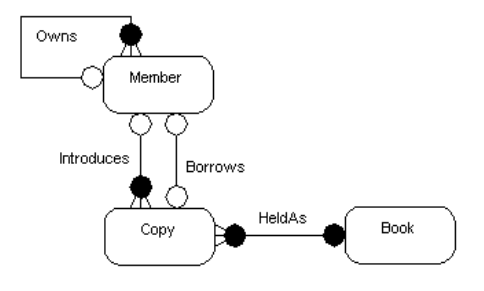 Owns
Member
Introduces
Borrows
Copy
HeldAs
Book